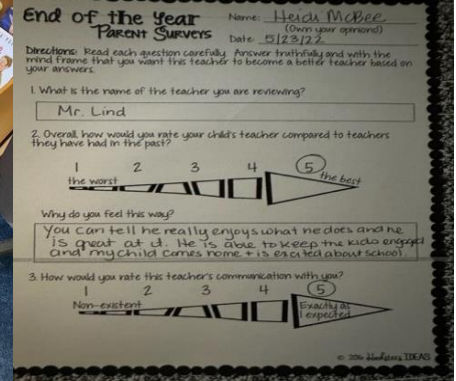 End of the Year
Parent Surveys
Name: Heidi McBee
(Own your opinions)
Date: 5/23/22
Directions: Read each question carefully. Answer truthfully and with the
mind frame that you want this teacher to become a better teacher based on
your answers.
1. What is the name of the teacher you are reviewing?
Mr. Lind
2. Overall, how would you rate your child's teacher compared to teachers
they have had in the past?
1 2 3 4 5
the worst the best
Why do you feel this way?
You can tell he really enjoys what he does and he
is great at it. He is able to keep the kids engaged
and my child comes home + is excited about school.
3. How would you rate this teacher's communication with you?
1 2 3 4 5
Non-existent Exactly as
I expected
© 2016 IDEAS